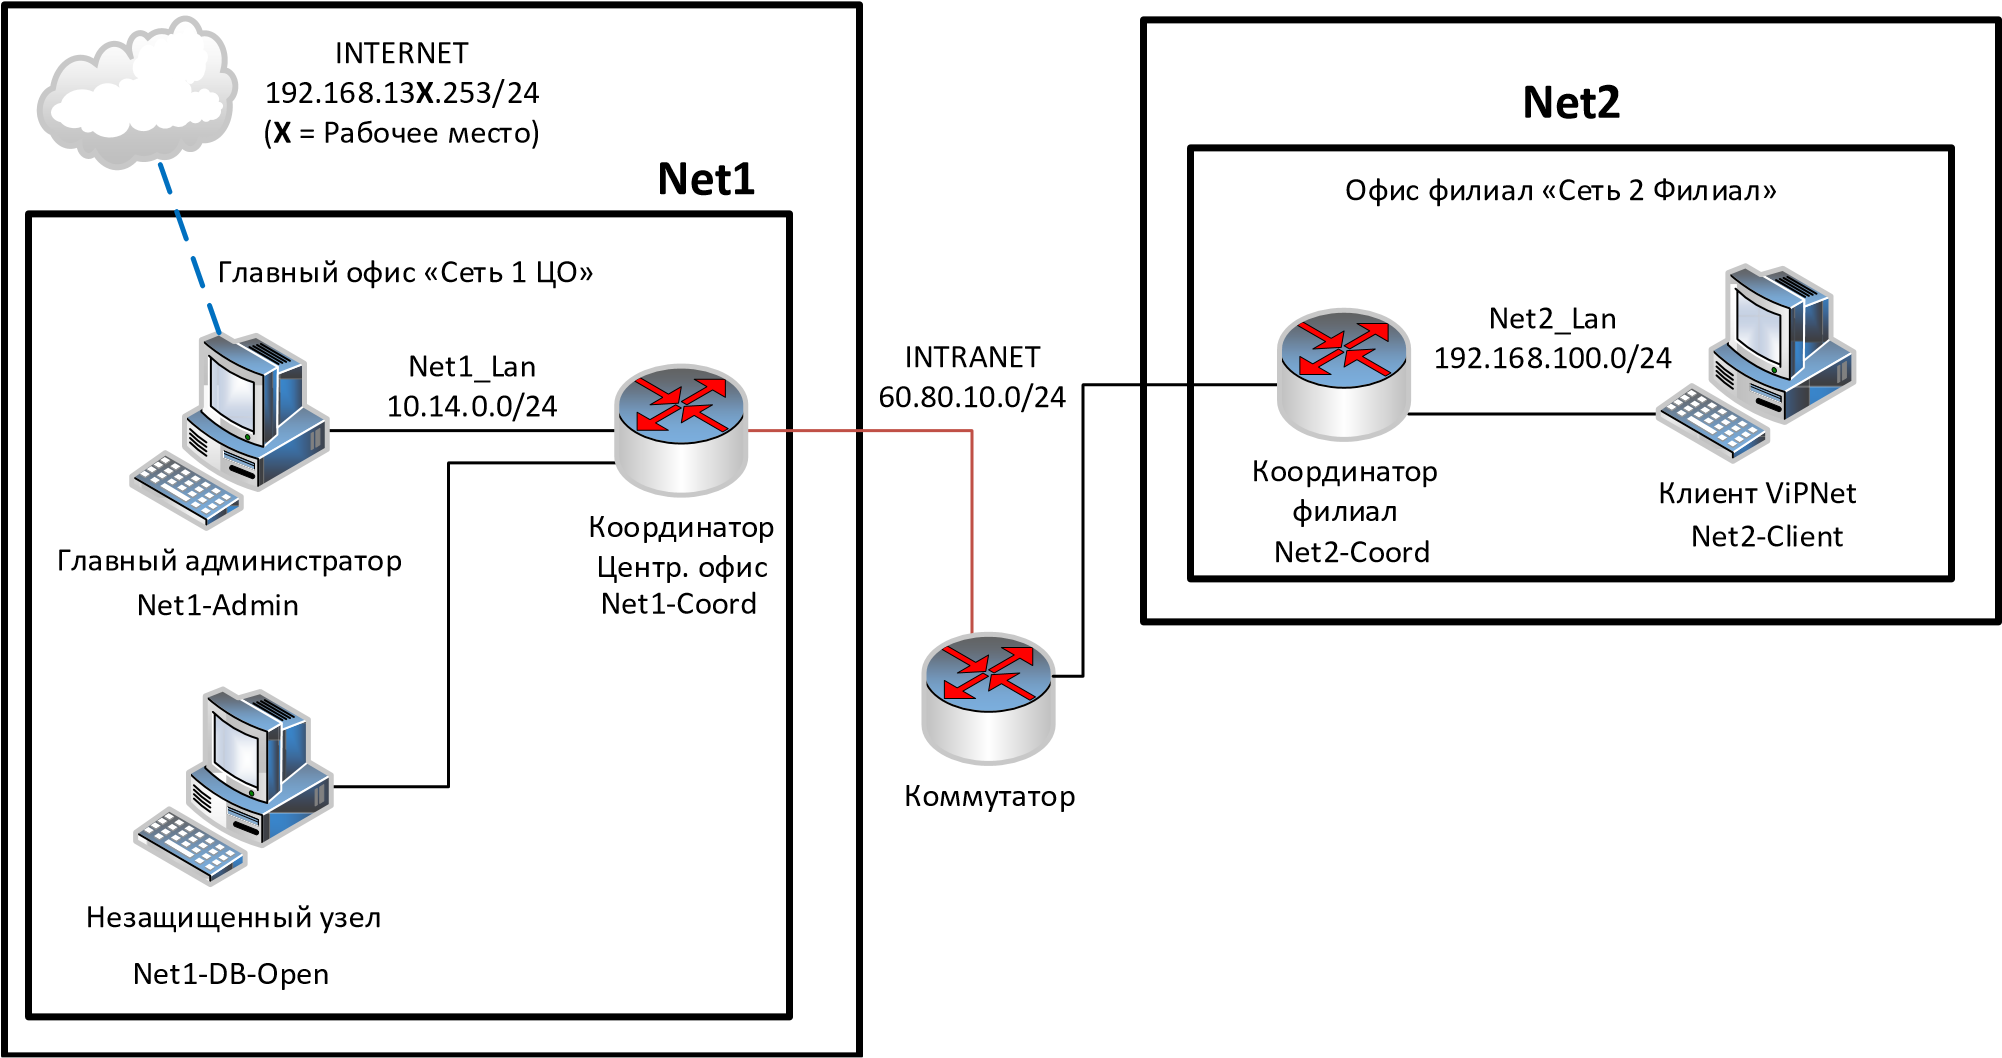 INTERNET
192.168.13X.253/24
(X = Рабочее место)
Net1
Главный офис «Сеть 1 ЦО»
Net1_Lan
10.14.0.0/24
Главный администратор
Net1-Admin
Координатор
Центр. офис
Net1-Coord
Незащищенный узел
Net1-DB-Open
INTRANET
60.80.10.0/24
Коммутатор
Net2
Офис филиал «Сеть 2 Филиал»
Net2_Lan
192.168.100.0/24
Координатор
филиал
Net2-Coord
Клиент ViPNet
Net2-Client